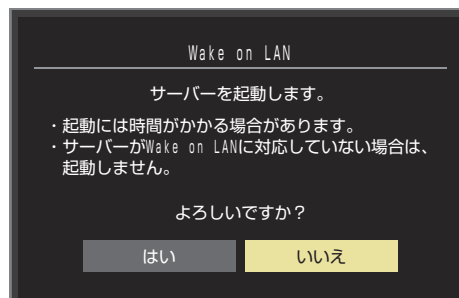 Wake on LAN
サーバーを起動します。
・起動には時間がかかる場合があります。
・サーバーがWake on LANに対応していない場合は、
起動しません。
よろしいですか？
はい
いいえ